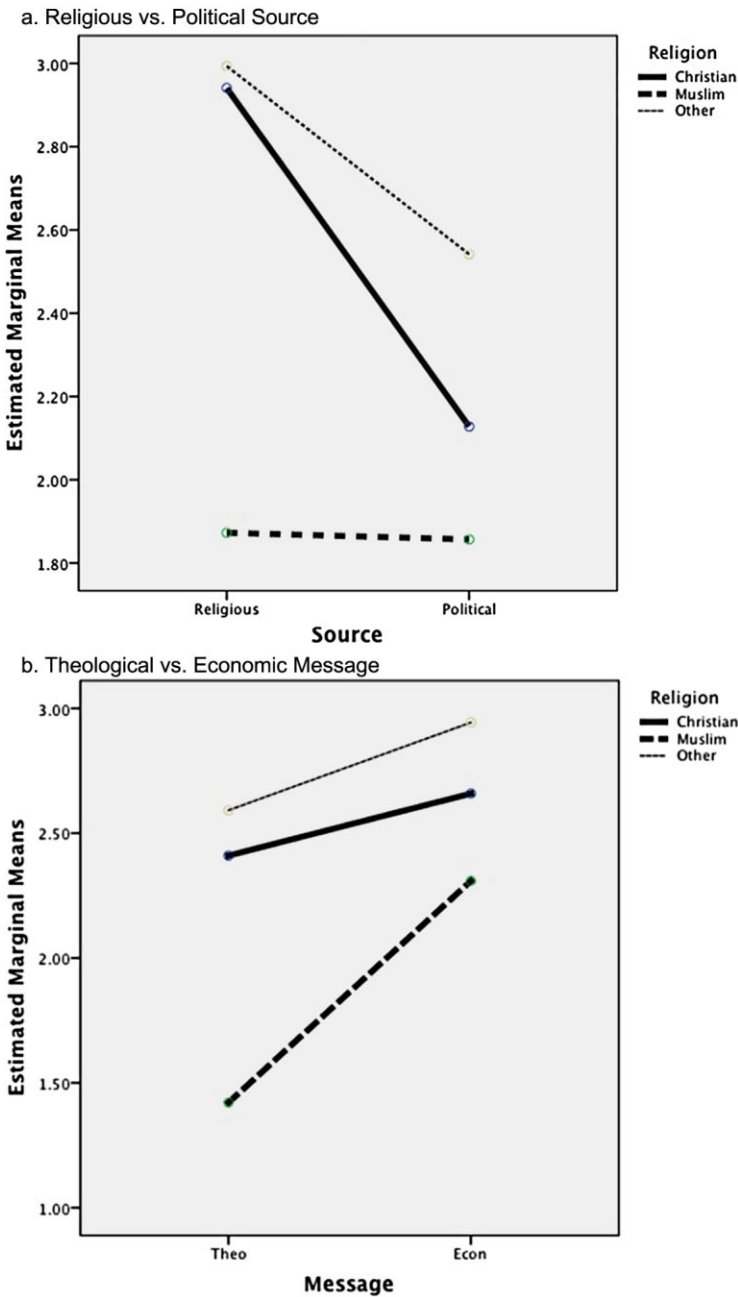 a. Religious vs. Political Source
Religion
Christian
Muslim
Other
Estimated Marginal Means
3.00
2.80
2.60
2.40
2.20
2.00
1.80
Religious
Political
Source
b. Theological vs. Economic Message
Religion
Christian
Muslim
Other
Estimated Marginal Means
3.00
2.50
2.00
1.50
1.00
Theo
Econ
Message